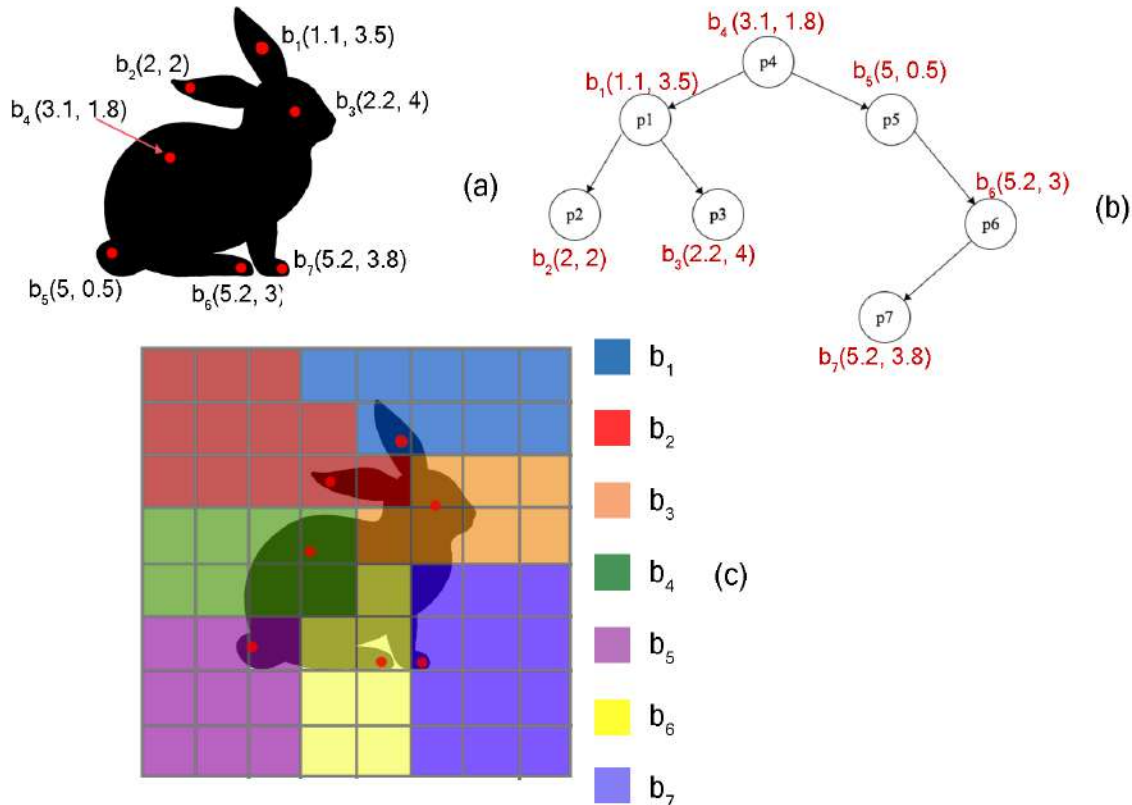 b₁(1.1, 3.5)
b₂(2, 2)
b₃(2.2, 4)
b₄(3.1, 1.8)
b₅(5, 0.5)
b₆(5.2, 3)
b₇(5.2, 3.8)
(a)
b₄(3.1, 1.8)
p4
b₁(1.1, 3.5)
p1
b₅(5, 0.5)
p5
p2
b₂(2, 2)
p3
b₃(2.2, 4)
b₆(5.2, 3)
p6
p7
b₇(5.2, 3.8)
(b)
b₁
b₂
b₃
b₄
b₅
b₆
b₇
(c)